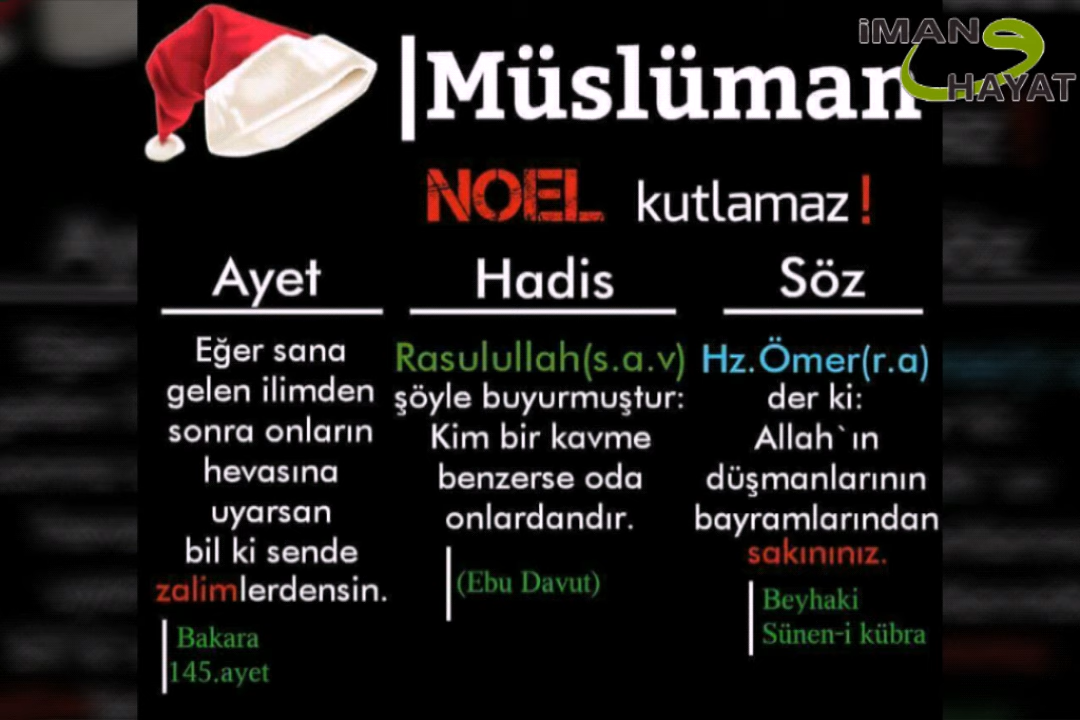 iMAN
HAYAT
|Müslüman
NOEL kutlamaz!
Ayet
Eğer sana
gelen ilimden
sonra onların
hevasına
uyarsan
bil ki sende
zalimlerdensin.
Bakara
145.ayet
Hadis
Rasulullah(s.a.v)
şöyle buyurmuştur:
Kim bir kavme
benzerse oda
onlardandır.
(Ebu Davut)
Söz
Hz.Ömer(r.a)
der ki:
Allah`ın
düşmanlarının
bayramlarından
sakınınız.
Beyhaki
Sünen-i kübra